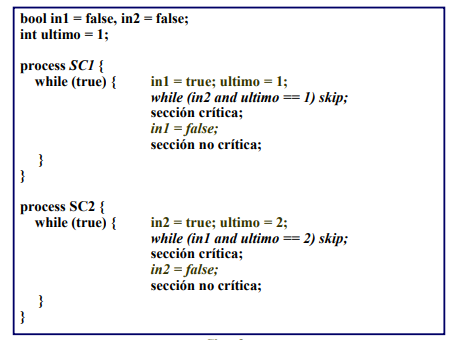 bool in1 = false, in2 = false;
int ultimo = 1;
process SC1 {
while (true) { in1 = true; ultimo = 1;
while (in2 and ultimo == 1) skip;
sección crítica;
in1 = false;
sección no crítica;
}
}
process SC2 {
while (true) { in2 = true; ultimo = 2;
while (in1 and ultimo == 2) skip;
sección crítica;
in2 = false;
sección no crítica;
}
}